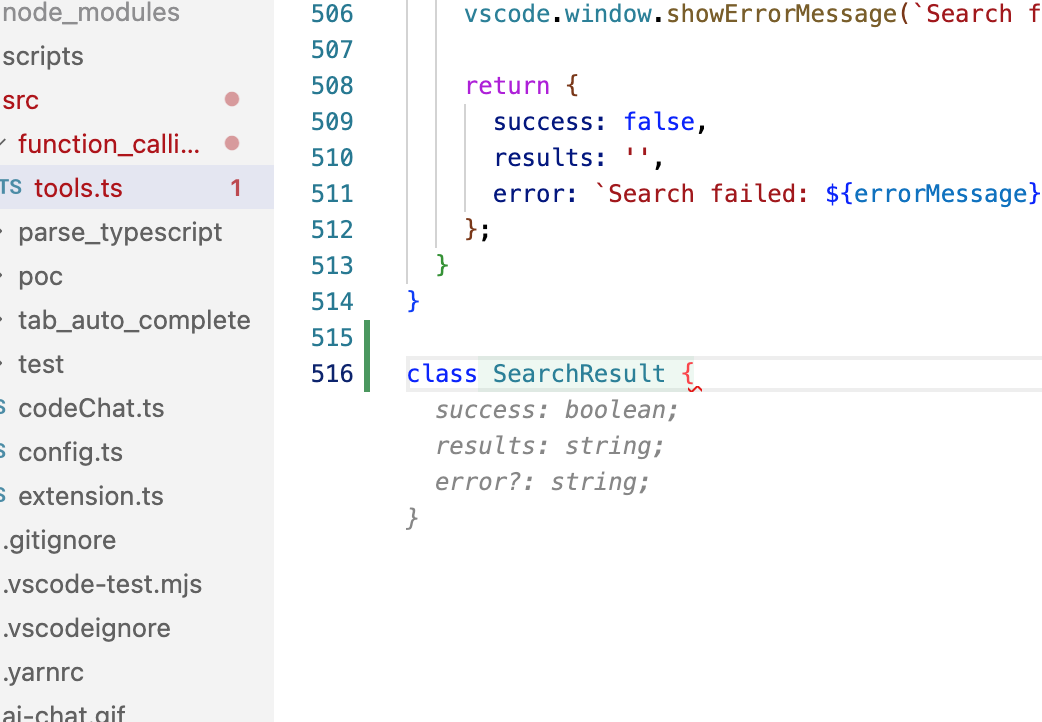 node_modules
scripts
src
function_calli...
TS tools.ts 1
parse_typescript
poc
tab_auto_complete
test
codeChat.ts
config.ts
extension.ts
.gitignore
.vscode-test.mjs
.vscodeignore
.yarnrc
ai-chat.gif
506 vscode.window.showErrorMessage(`Search f
507
508 return {
509 success: false,
510 results: '',
511 error: `Search failed: ${errorMessage}
512 };
513 }
514 }
515
516 class SearchResult {
success: boolean;
results: string;
error?: string;
}